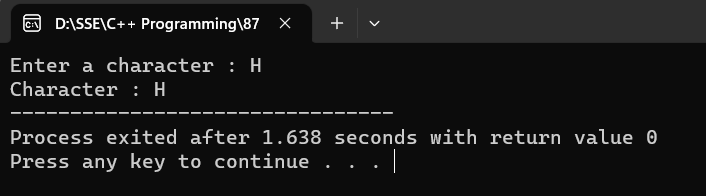 D:\SSE\C++ Programming\87
Enter a character : H
Character : H
--------------------------------
Process exited after 1.638 seconds with return value 0
Press any key to continue . . .